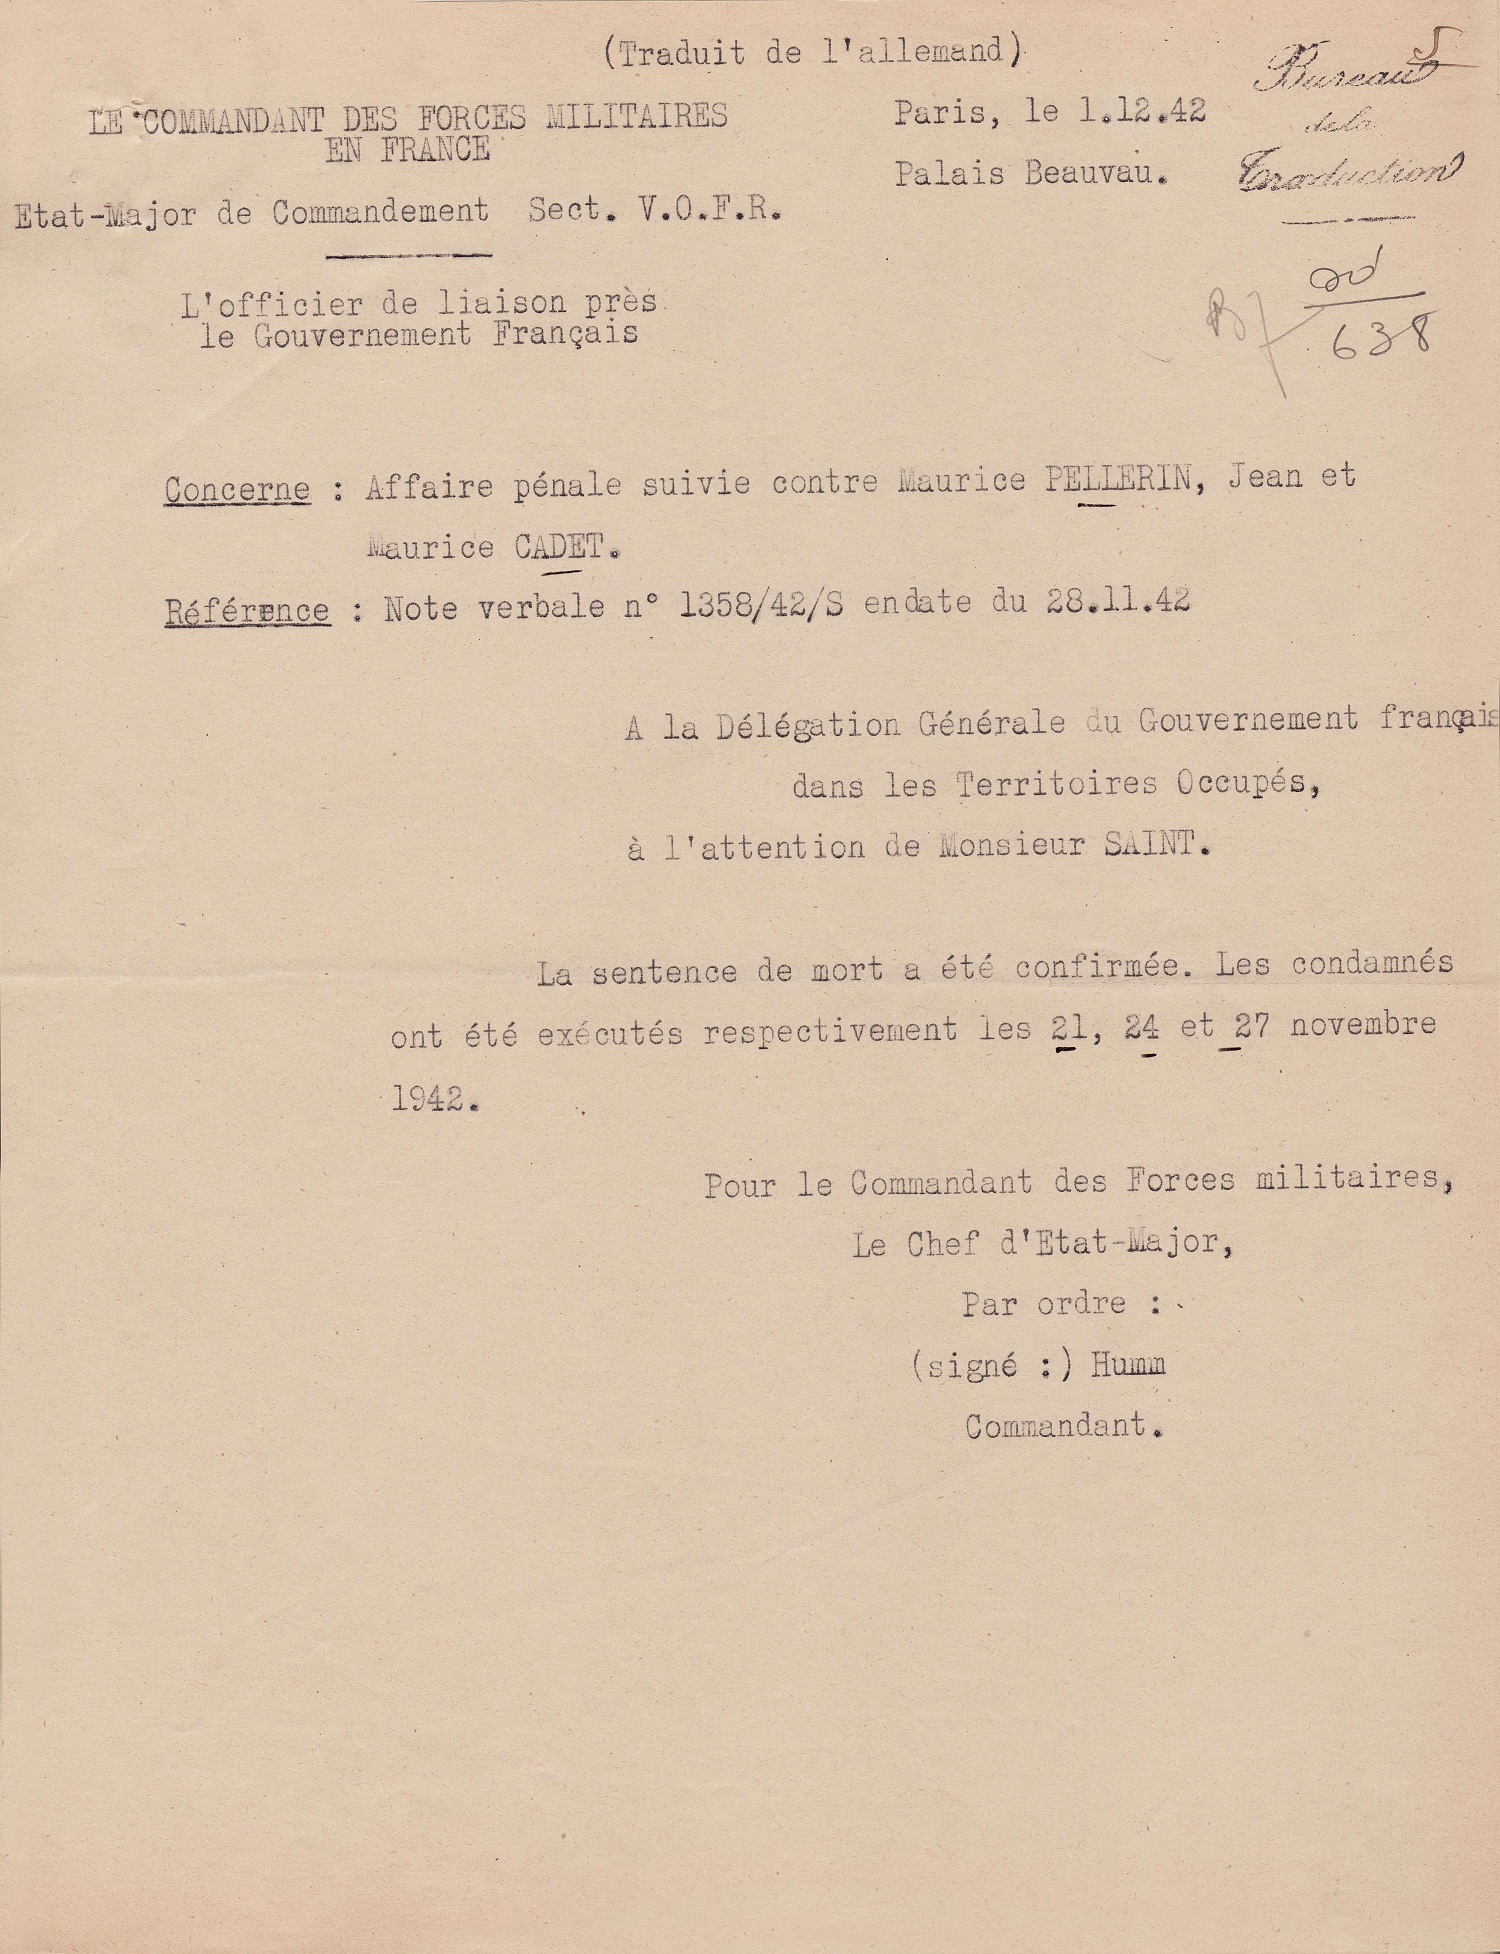 (Traduit de l'allemand)
Bureau
de la
Traduction
LE COMMANDANT DES FORCES MILITAIRES
EN FRANCE
Paris, le 1.12.42
Palais Beauvau.
Etat-Major de Commandement Sect. V.O.F.R.
L'officier de liaison près
le Gouvernement Français
638
Concerne : Affaire pénale suivie contre Maurice PELLERIN, Jean et
Maurice CADET.
Référence : Note verbale n° 1358/42/S en date du 28.11.42
A la Délégation Générale du Gouvernement français
dans les Territoires Occupés,
à l'attention de Monsieur SAINT.
La sentence de mort a été confirmée. Les condamnés
ont été exécutés respectivement les 21, 24 et 27 novembre
1942.
Pour le Commandant des Forces militaires,
Le Chef d'Etat-Major,
Par ordre :
(signé :) Humm
Commandant.